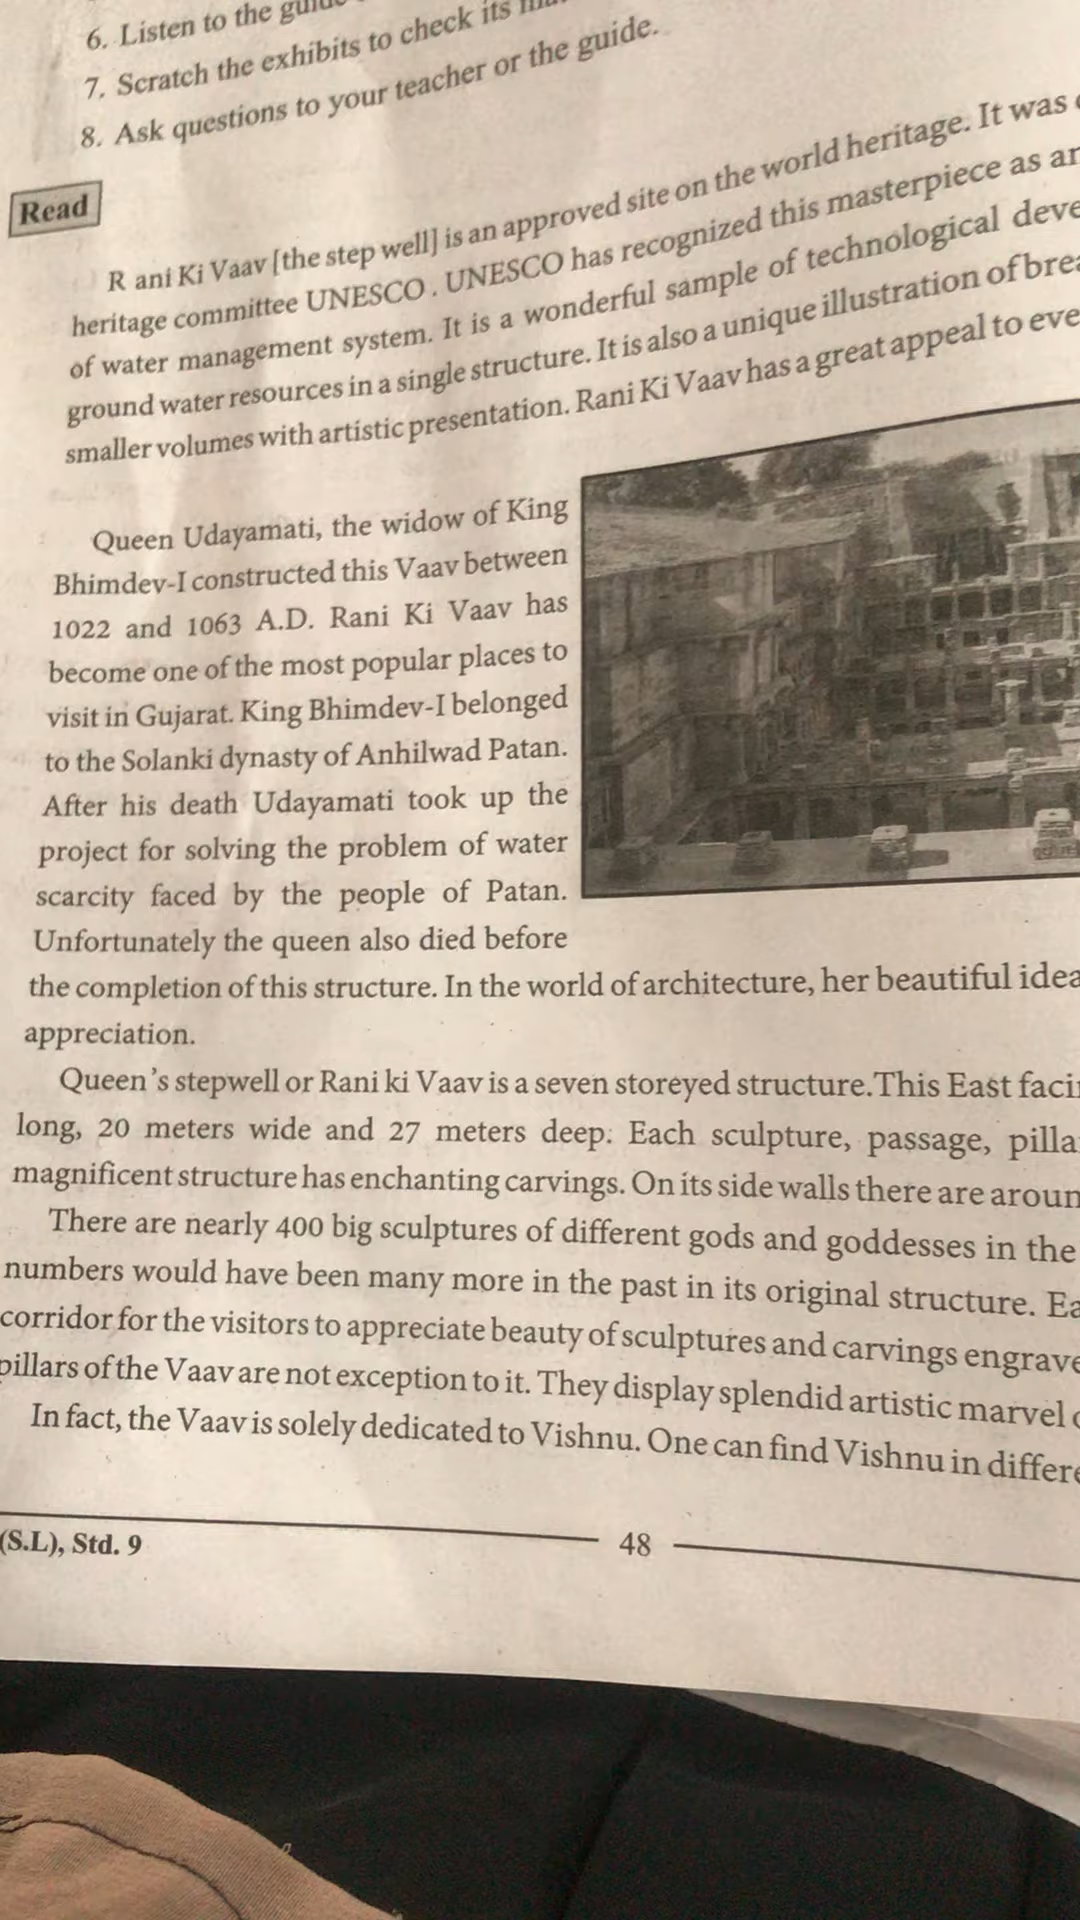 6. Listen to the
7. Scratch the exhibits to check its
8. Ask questions to your teacher or the guide.
Read
R ani Ki Vaav [the step well] is an approved site on the world heritage. It was
heritage committee UNESCO . UNESCO has recognized this masterpiece as
of water management system. It is a wonderful sample of technological
ground water resources in a single structure. It is also a unique illustration of
smaller volumes with artistic presentation. Rani Ki Vaav has a great appeal to
Queen Udayamati, the widow of King
Bhimdev-I constructed this Vaav between
1022 and 1063 A.D. Rani Ki Vaav has
become one of the most popular places to
visit in Gujarat. King Bhimdev-I belonged
to the Solanki dynasty of Anhilwad Patan.
After his death Udayamati took up the
project for solving the problem of water
scarcity faced by the people of Patan.
Unfortunately the queen also died before
the completion of this structure. In the world of architecture, her beautiful
appreciation.
Queen's stepwell or Rani ki Vaav is a seven storeyed structure.This East
long, 20 meters wide and 27 meters deep. Each sculpture, passage,
magnificent structure has enchanting carvings. On its side walls there are
There are nearly 400 big sculptures of different gods and goddesses in the
numbers would have been many more in the past in its original structure.
corridor for the visitors to appreciate beauty of sculptures and carvings
pillars of the Vaav are not exception to it. They display splendid artistic marvel
In fact, the Vaav is solely dedicated to Vishnu. One can find Vishnu in
(S.L), Std. 9
48